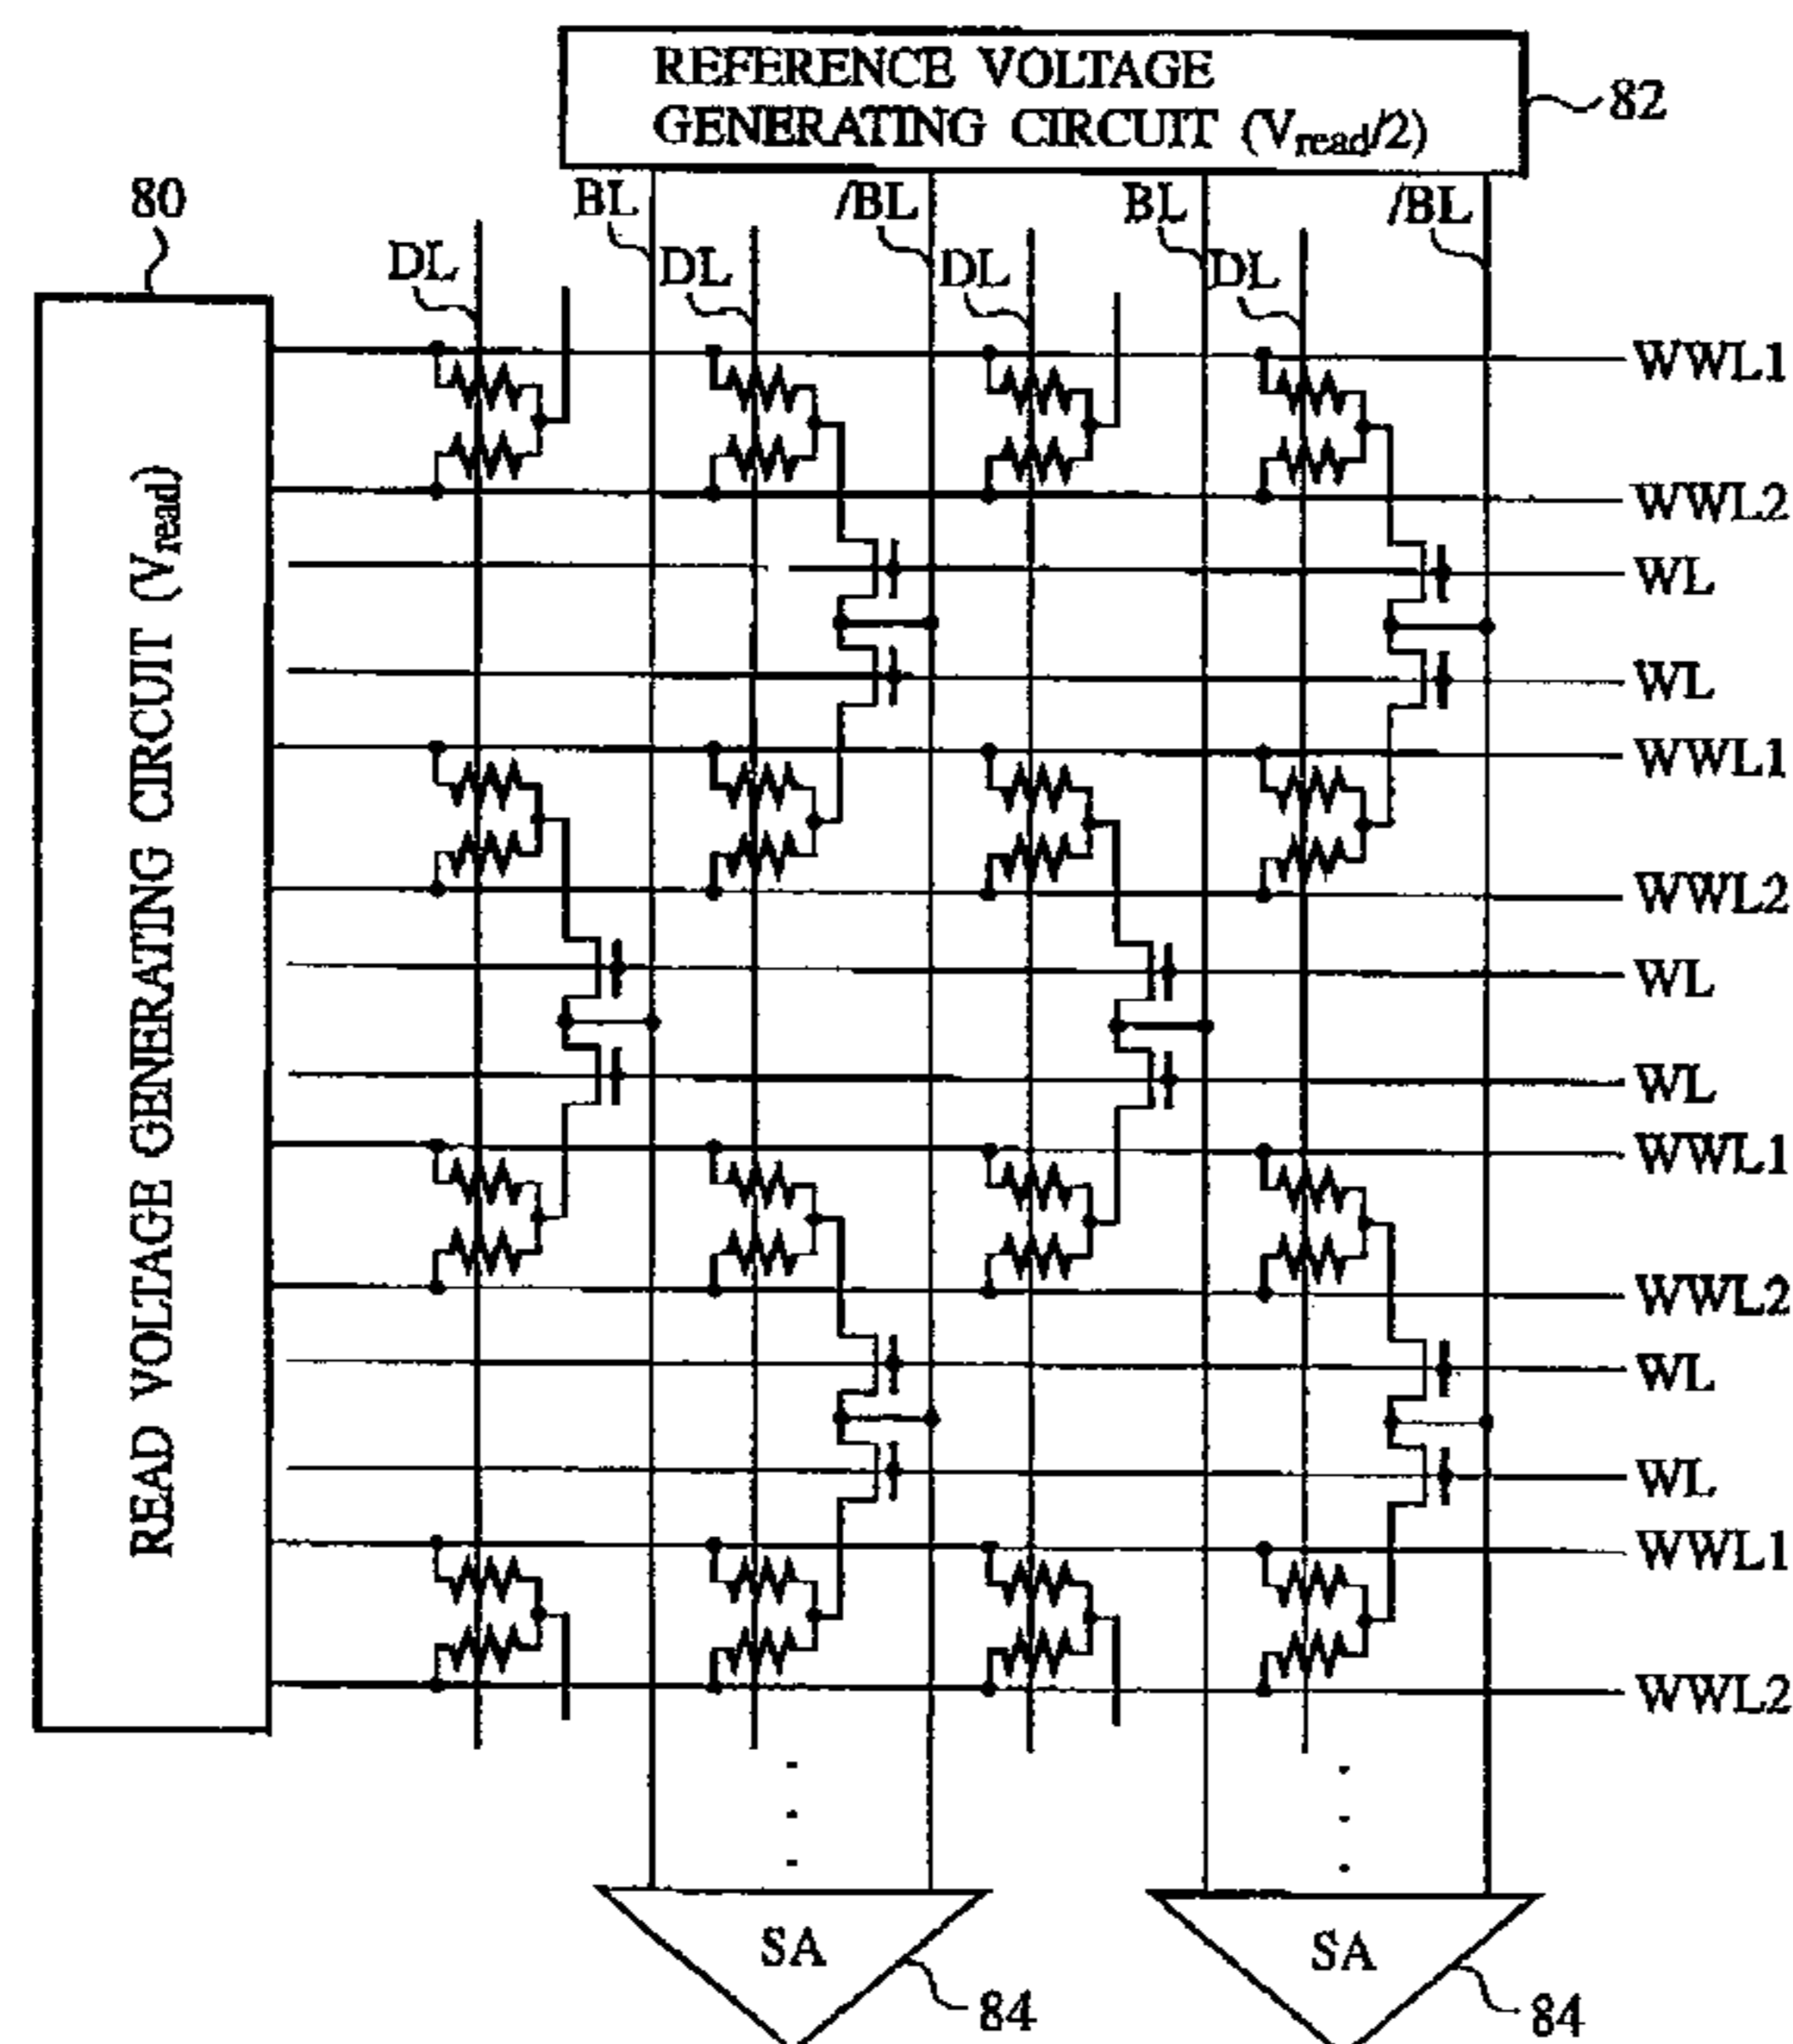 REFERENCE VOLTAGE
GENERATING CIRCUIT (Vread/2)
82
80
BL
/BL
BL
/BL
DL
DL
DL
DL
READ VOLTAGE GENERATING CIRCUIT (Vread)
WWL1
WWL2
WL
WL
WWL1
WWL2
WL
WL
WWL1
WWL2
WL
WL
WWL1
WWL2
SA
SA
84
84